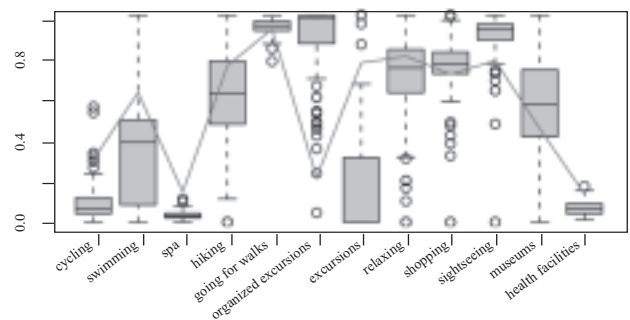 0.8
0.4
0.0
cycling
swimming
spa
hiking
going for walks
organized excursions
excursions
relaxing
shopping
sightseeing
museums
health facilities